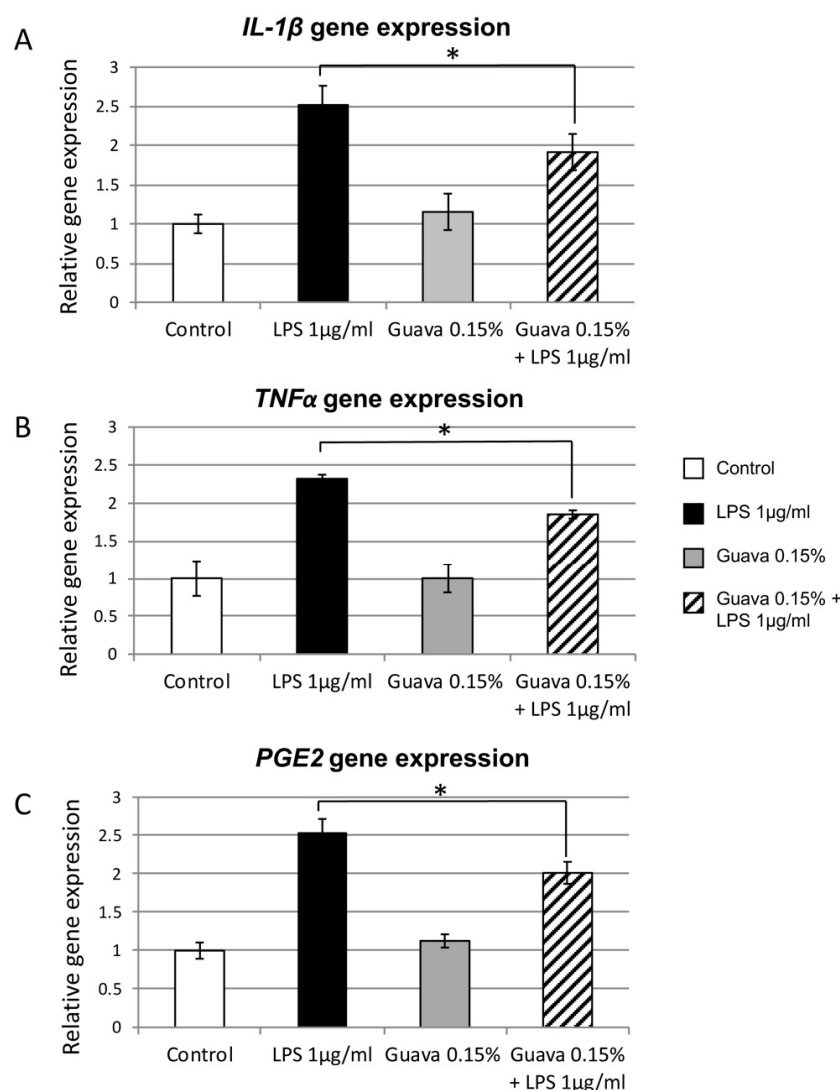 A
IL-1β gene expression
*
Relative gene expression
3
2.5
2
1.5
1
0.5
0
Control
LPS 1µg/ml
Guava 0.15%
Guava 0.15%
+ LPS 1µg/ml
B
TNFα gene expression
*
Relative gene expression
3
2.5
2
1.5
1
0.5
0
Control
LPS 1µg/ml
Guava 0.15%
Guava 0.15%
+ LPS 1µg/ml
Control
LPS 1µg/ml
Guava 0.15%
Guava 0.15% +
LPS 1µg/ml
C
PGE2 gene expression
*
Relative gene expression
3
2.5
2
1.5
1
0.5
0
Control
LPS 1µg/ml
Guava 0.15%
Guava 0.15%
+ LPS 1µg/ml